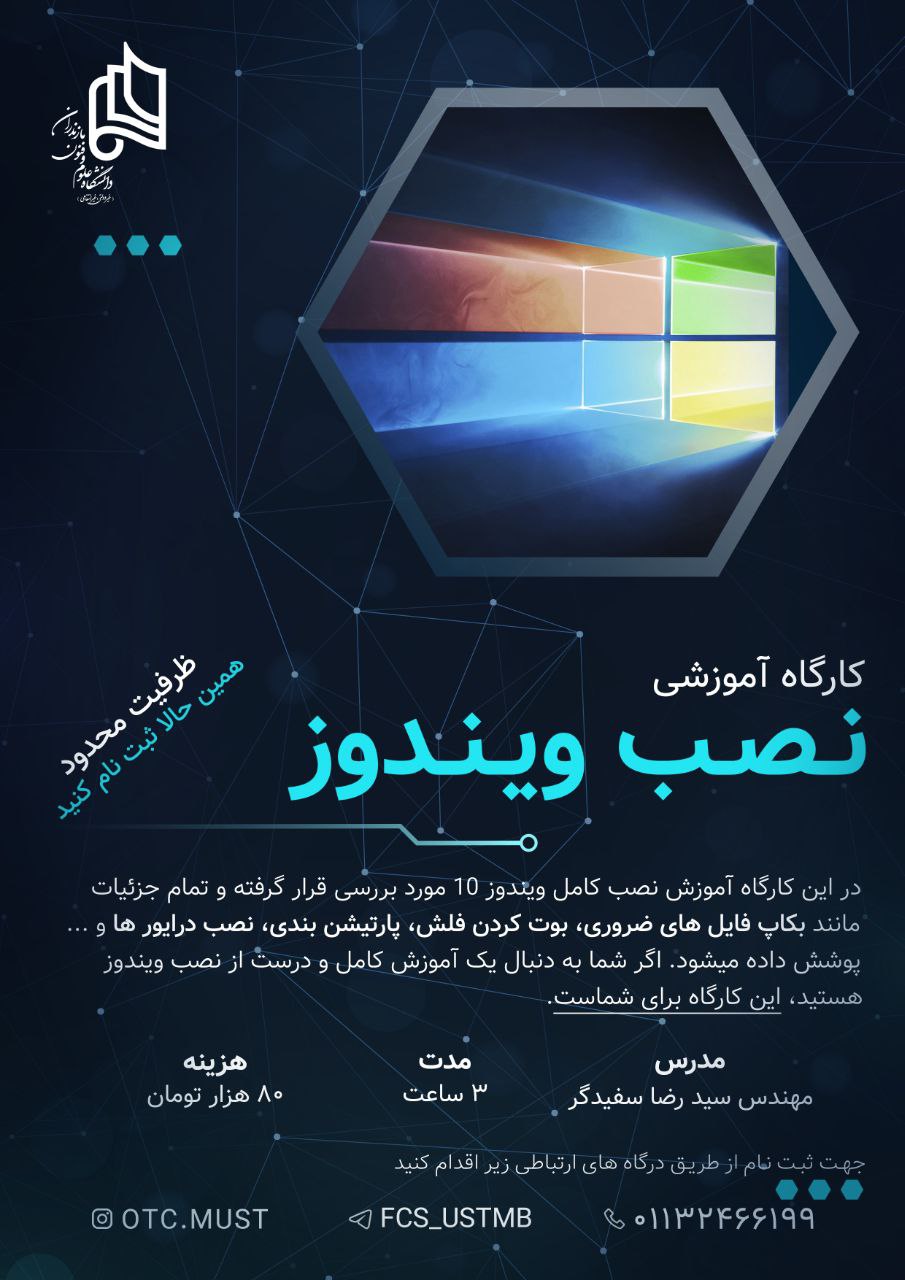 دانشگاه علوم و فنون مازندران
کارگاه آموزشی
نصب ویندوز
ظرفیت محدود
همین حالا ثبت نام کنید
در این کارگاه آموزش نصب کامل ویندوز 10 مورد بررسی قرار گرفته و تمام جزئیات
مانند بکاپ فایل های ضروری، بوت کردن فلش، پارتیشن بندی، نصب درایور ها و ...
پوشش داده میشود. اگر شما به دنبال یک آموزش کامل و درست از نصب ویندوز
هستید، این کارگاه برای شماست.
مدرس
مهندس سید رضا سفیدگر
مدت
۳ ساعت
هزینه
۸۰ هزار تومان
جهت ثبت نام از طریق درگاه های ارتباطی زیر اقدام کنید
۰۱۱۳۲۴۶۶۱۹۹
FCS_USTMB
OTC.MUST